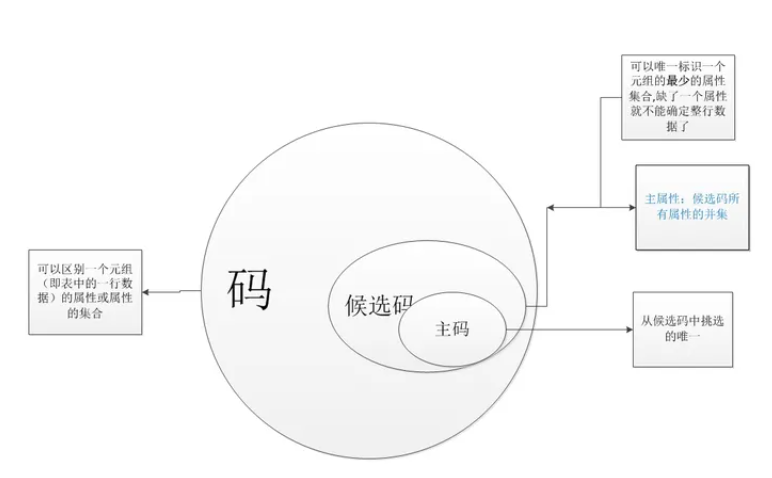 可以唯一标识一个
元组的最少的属性
集合,缺了一个属性
就不能确定整行数
据了
主属性：候选码所
有属性的并集
可以区别一个元组
（即表中的一行数
据）的属性或属性
的集合
码
候选码
主码
从候选码中挑选
的唯一